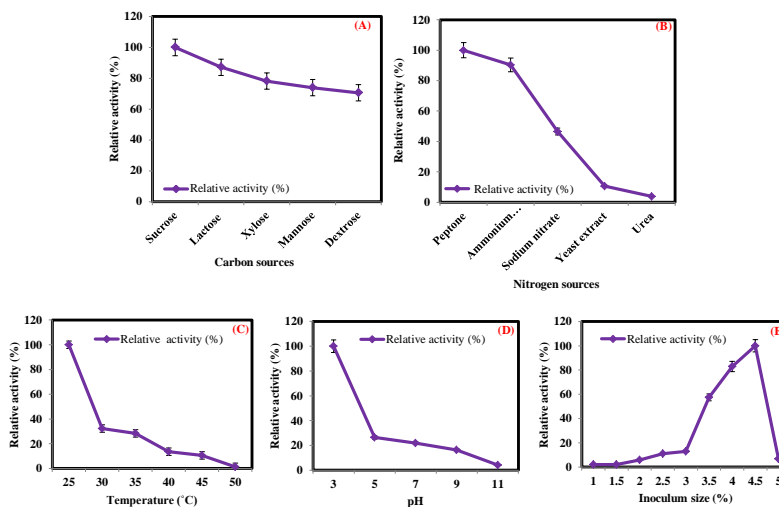 (A)
120
100
80
60
40
20
0
Relative activity (%)
Relative activity (%)
Sucrose
Lactose
Xylose
Mannose
Dextrose
Carbon sources
(B)
120
100
80
60
40
20
0
Relative activity (%)
Relative activity (%)
Peptone
Ammonium…
Sodium nitrate
Yeast extract
Urea
Nitrogen sources
(C)
120
100
80
60
40
20
0
Relative activity (%)
Relative activity (%)
25 30 35 40 45 50
Temperature (˚C)
(D)
120
100
80
60
40
20
0
Relative activity (%)
Relative activity (%)
3 5 7 9 11
pH
(E
120
100
80
60
40
20
0
Relative activity (%)
Relative activity (%)
1 1.5 2 2.5 3 3.5 4 4.5 5
Inoculum size (%)